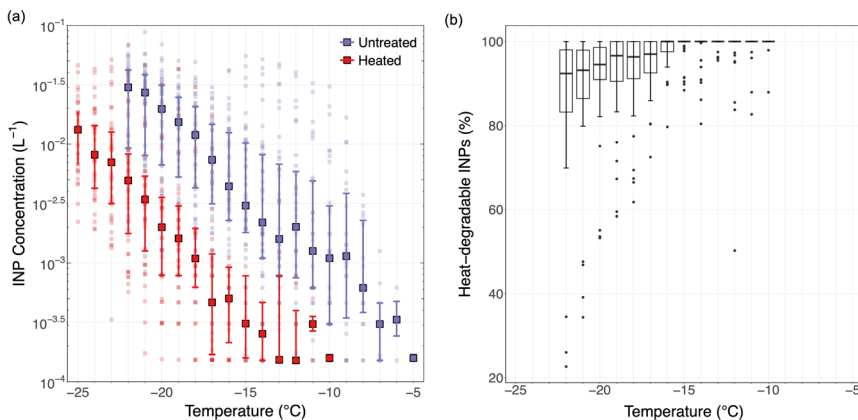 (a)
INP Concentration (L⁻¹)
10⁻¹
10⁻¹·⁵
10⁻²
10⁻²·⁵
10⁻³
10⁻³·⁵
10⁻⁴
Untreated
Heated
−25 −20 −15 −10 −5
Temperature (°C)
(b)
Heat−degradable INPs (%)
100
80
60
40
20
−25 −20 −15 −10 −5
Temperature (°C)